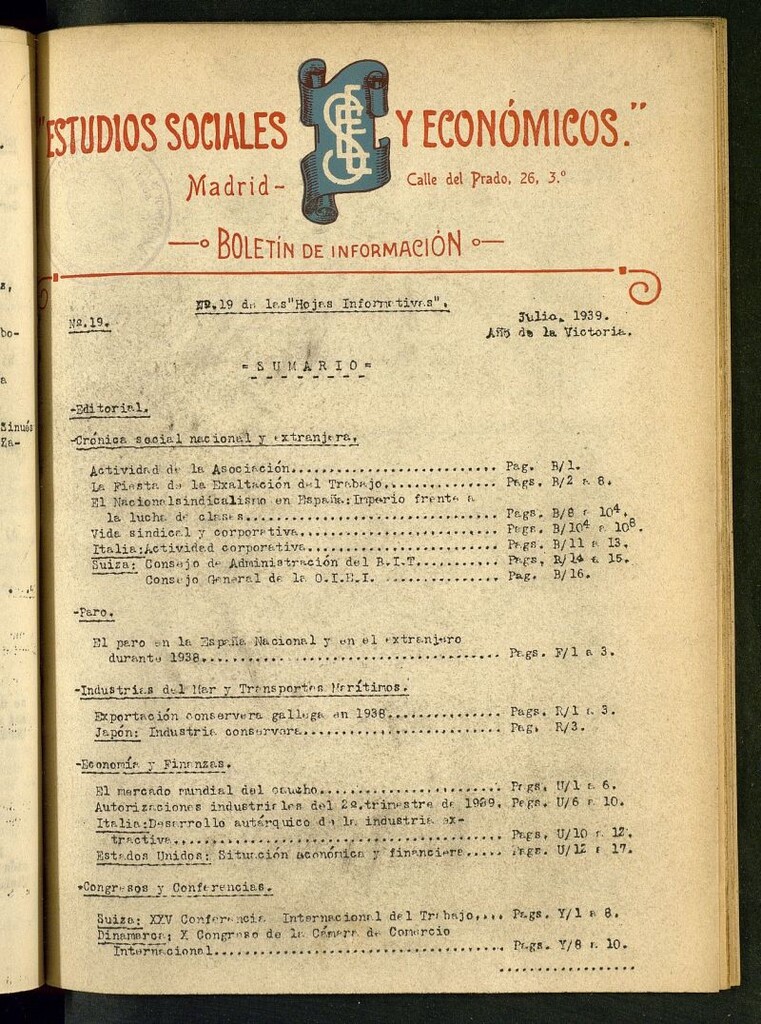 "ESTUDIOS SOCIALES Y ECONÓMICOS."
Madrid- Calle del Prado, 26, 3.º
BOLETÍN DE INFORMACIÓN
Nº.19 de las "Hojas Informativas".
Nº.19. Julio. 1939.
Año de la Victoria.
= S U M A R I O =
-Editorial.
-Crónica social nacional y extranjera.
Actividad de la Asociación............................ Pag. B/1.
La Fiesta de la Exaltación del Trabajo............... Pags. B/2 a 8.
El Nacionalsindicalismo en España:Imperio frente a
la lucha de clases................................. Pags. B/8 a 10⁴.
Vida sindical y corporativa........................... Pags. B/10⁴ a 10⁸.
Italia:Actividad corporativa.......................... Pags. B/11 a 13.
Suiza: Consejo de Administración del B.I.T........... Pags. B/14 a 15.
Consejo General de la O.I.E.I. ................ Pag. B/16.
-Paro.
El paro en la España Nacional y en el extranjero
durante 1938....................................... Pags. F/1 a 3.
-Industrias del Mar y Transportes Marítimos.
Exportación conservera gallega en 1938............... Pags. R/1 a 3.
Japón: Industria conservera.......................... Pag. R/3.
-Economía y Finanzas.
El mercado mundial del caucho........................ Pags. U/1 a 6.
Autorizaciones industriales del 2º.trimestre de 1939. Pags. U/6 a 10.
Italia:Desarrollo autárquico de la industria ex-
tractiva........................................... Pags. U/10 a 12.
Estados Unidos: Situación económica y financiera..... Pags. U/12 a 17.
-Congresos y Conferencias.
Suiza: XXV Conferencia Internacional del Trabajo.... Pags. Y/1 a 8.
Dinamarca: X Congreso de la Cámara de Comercio
Internacional...................................... Pags. Y/8 a 10.
.................